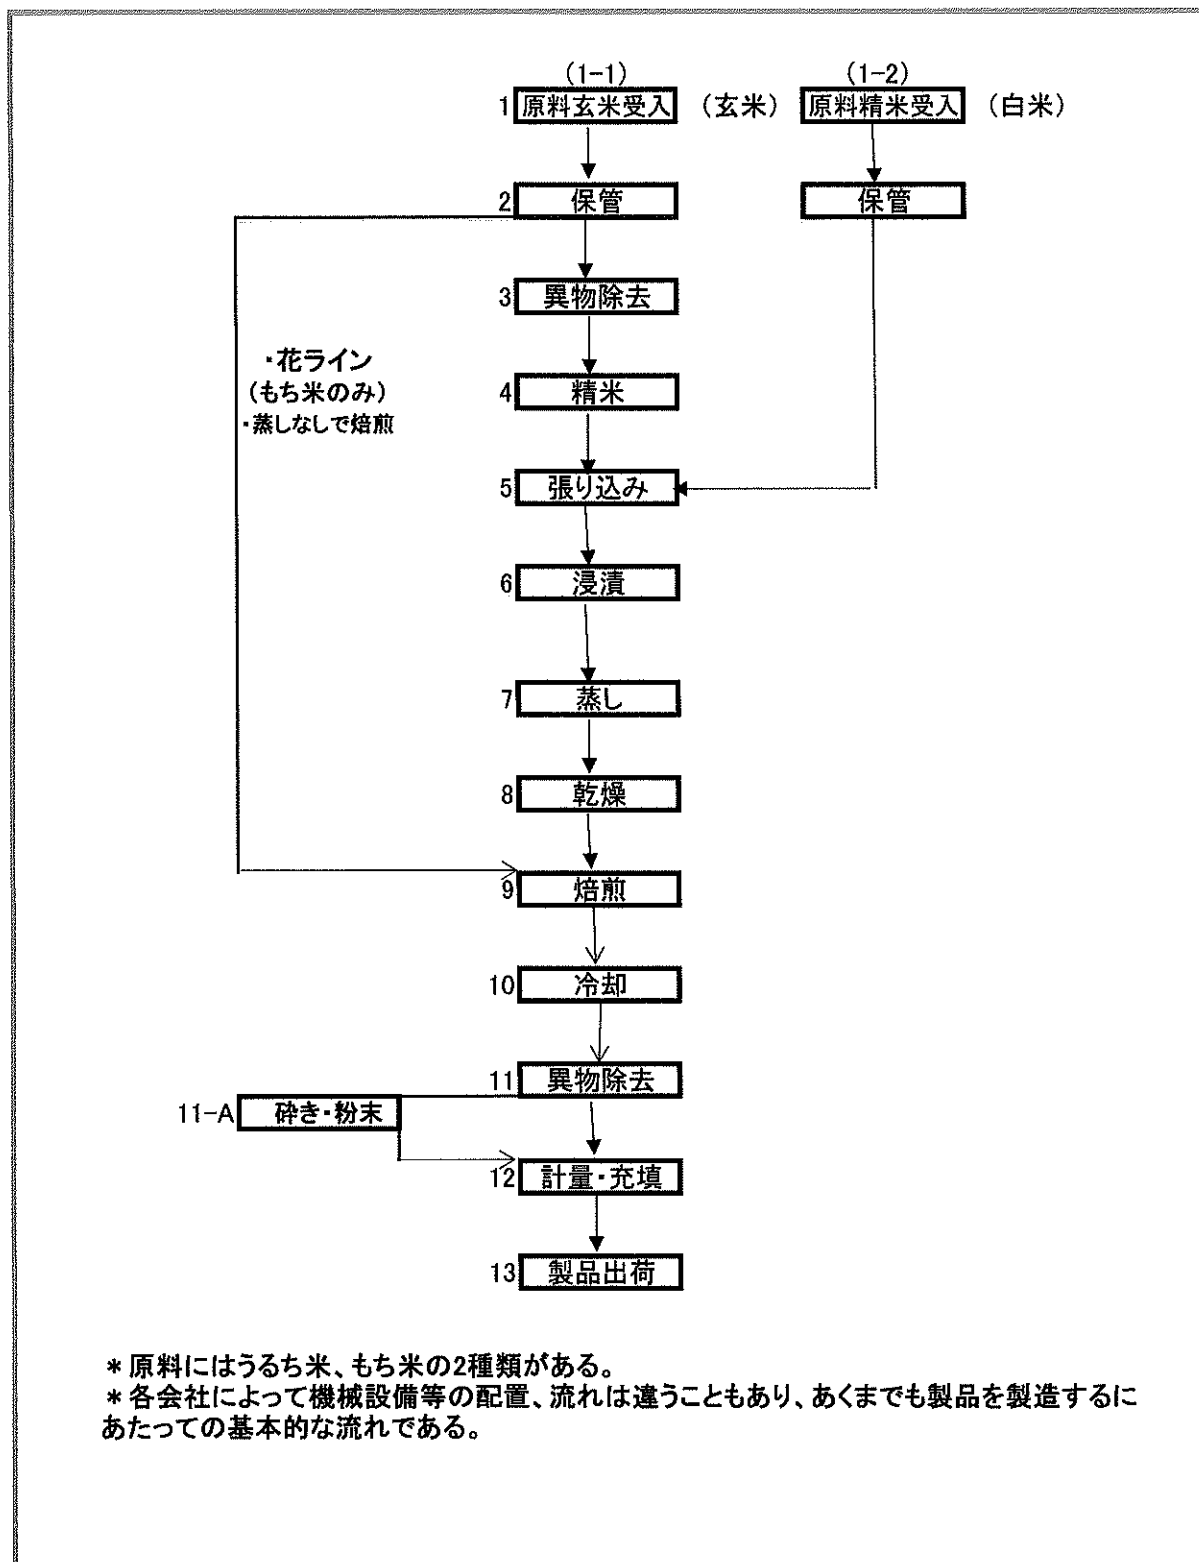 (1-1) (1-2)
1 原料玄米受入 (玄米) 原料精米受入 (白米)
2 保管 保管
3 異物除去
・花ライン
(もち米のみ)
・蒸しなしで焙煎
4 精米
5 張り込み
6 浸漬
7 蒸し
8 乾燥
9 焙煎
10 冷却
11 異物除去
11-A 砕き・粉末
12 計量・充填
13 製品出荷
*原料にはうるち米、もち米の2種類がある。
*各会社によって機械設備等の配置、流れは違うこともあり、あくまでも製品を製造するに
あたっての基本的な流れである。